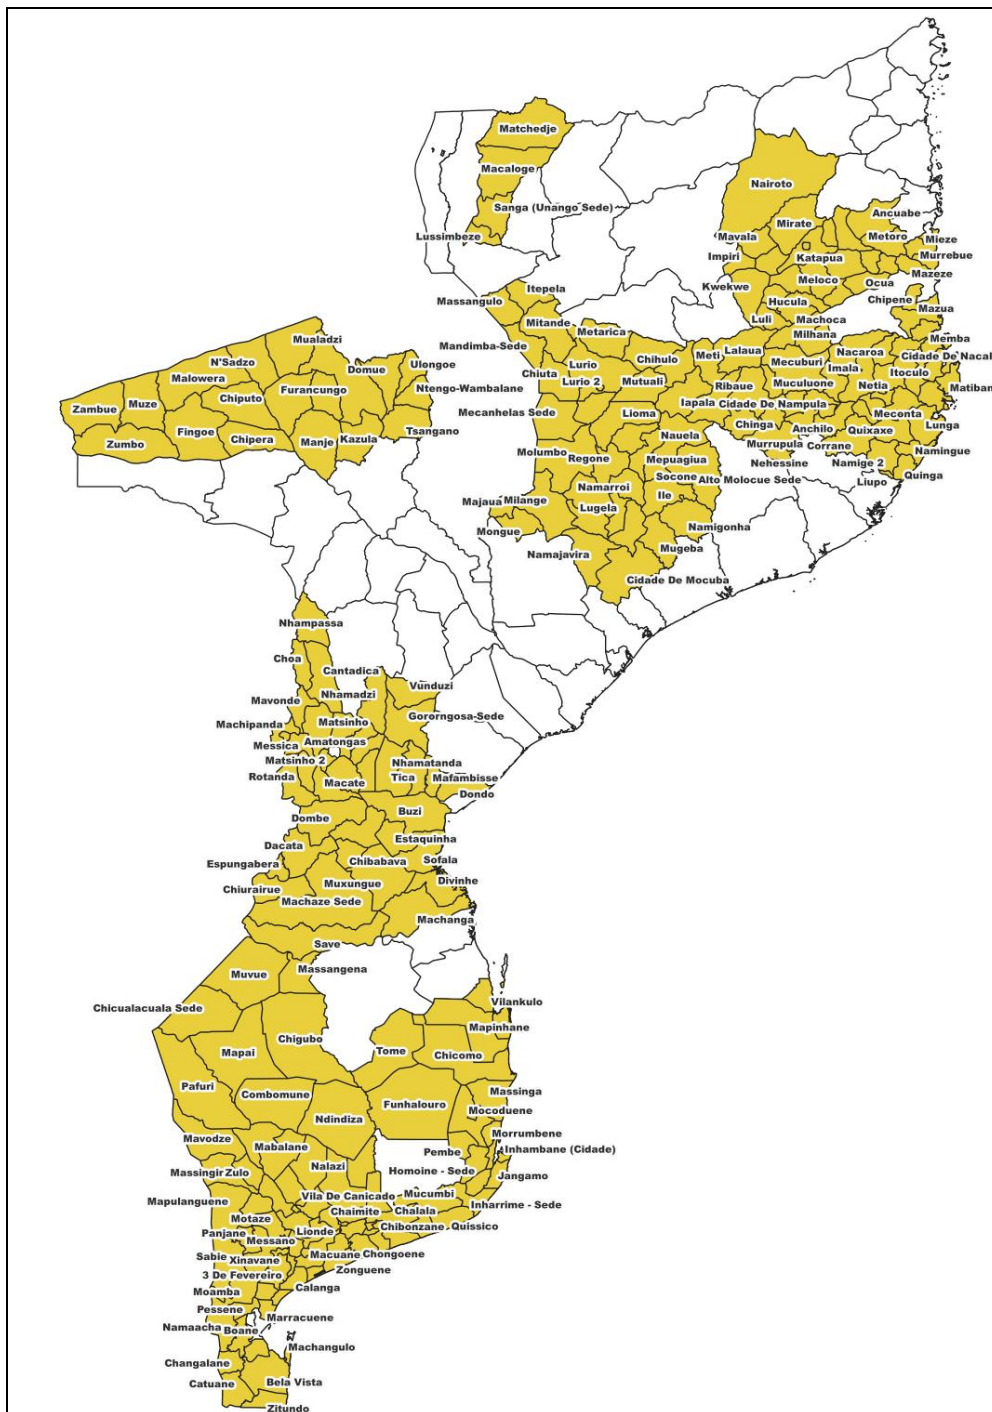 Matchedje
Macaloge
Nairoto
Sanga (Unango Sede)
Ancuabe
Mirate
Lussimbeze
Mavala
Metoro
Mieze
Impiri
Katapua
Murrebue
Mazeze
Meloco
Ocua
Kwekwe
Itepela
Massangulo
Hucula
Chipene
Mazua
Mitande
Luli
Machoca
Metarica
Milhana
Mualadzi
Memba
Mandimba-Sede
Lalaua
Nacaroa
Cidade De Nacal
N'Sadzo
Chihulo
Meti
Mecuburi
Ulongoe
Lurio
Imala
Domue
Malowera
Chiuta
Itoculo
Lurio 2
Mutuali
Ribaue
Muculuone
Netia
Matiban
Furancungo
Ntengo-Wambalane
Chiputo
Muze
Iapala
Cidade De Nampula
Zambue
Mecanhelas Sede
Lioma
Meconta
Chinga
Anchilo
Quixaxe
Lunga
Fingoe
Tsangano
Nauela
Zumbo
Chipera
Manje
Kazula
Murrupula
Corrane
Namingue
Molumbo
Regone
Mepuagiua
Nehessine
Namige 2
Socone
Alto Molocue Sede
Liupo
Quinga
Namarroi
Ile
Majaua
Milange
Lugela
Mongue
Namigonha
Mugeba
Namajavira
Cidade De Mocuba
Nhampassa
Choa
Cantadica
Vunduzi
Nhamadzi
Mavonde
Gororngosa-Sede
Machipanda
Matsinho
Messica
Amatongas
Matsinho 2
Nhamatanda
Rotanda
Macate
Tica
Mafambisse
Dondo
Buzi
Dombe
Estaquinha
Dacata
Espungabera
Chibabava
Sofala
Muxungue
Divinhe
Chiurairue
Machaze Sede
Machanga
Save
Massangena
Muvue
Vilankulo
Chicualacuala Sede
Mapinhane
Chigubo
Mapai
Tome
Chicomo
Pafuri
Massinga
Combomune
Funhalouro
Mocoduene
Ndindiza
Morrumbene
Mavodze
Mabalane
Pembe
Inhambane (Cidade)
Nalazi
Homoine - Sede
Massingir
Zulo
Jangamo
Vila De Canicado
Mucumbi
Mapulanguene
Inharrime - Sede
Chaimite
Chalala
Motaze
Panjane
Lionde
Chibonzane
Quissico
Messano
Sabie
Xinavane
Macuane
Chongoene
3 De Fevereiro
Zonguene
Moamba
Calanga
Pessene
Marracuene
Namaacha
Boane
Machangulo
Changalane
Catuane
Bela Vista
Zitundo